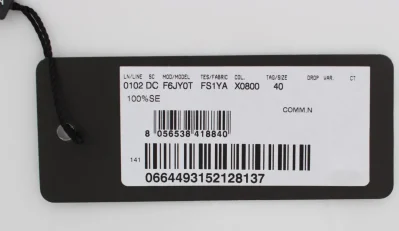 LN/LINE SC MOD/MODEL TES/FABRIC COL. TAG/SIZE DROP VAR. CT
0102 DC F6JY0T FS1YA X0800 40
100%SE
COMM.N
8 056538 418840
141
0664493152128137